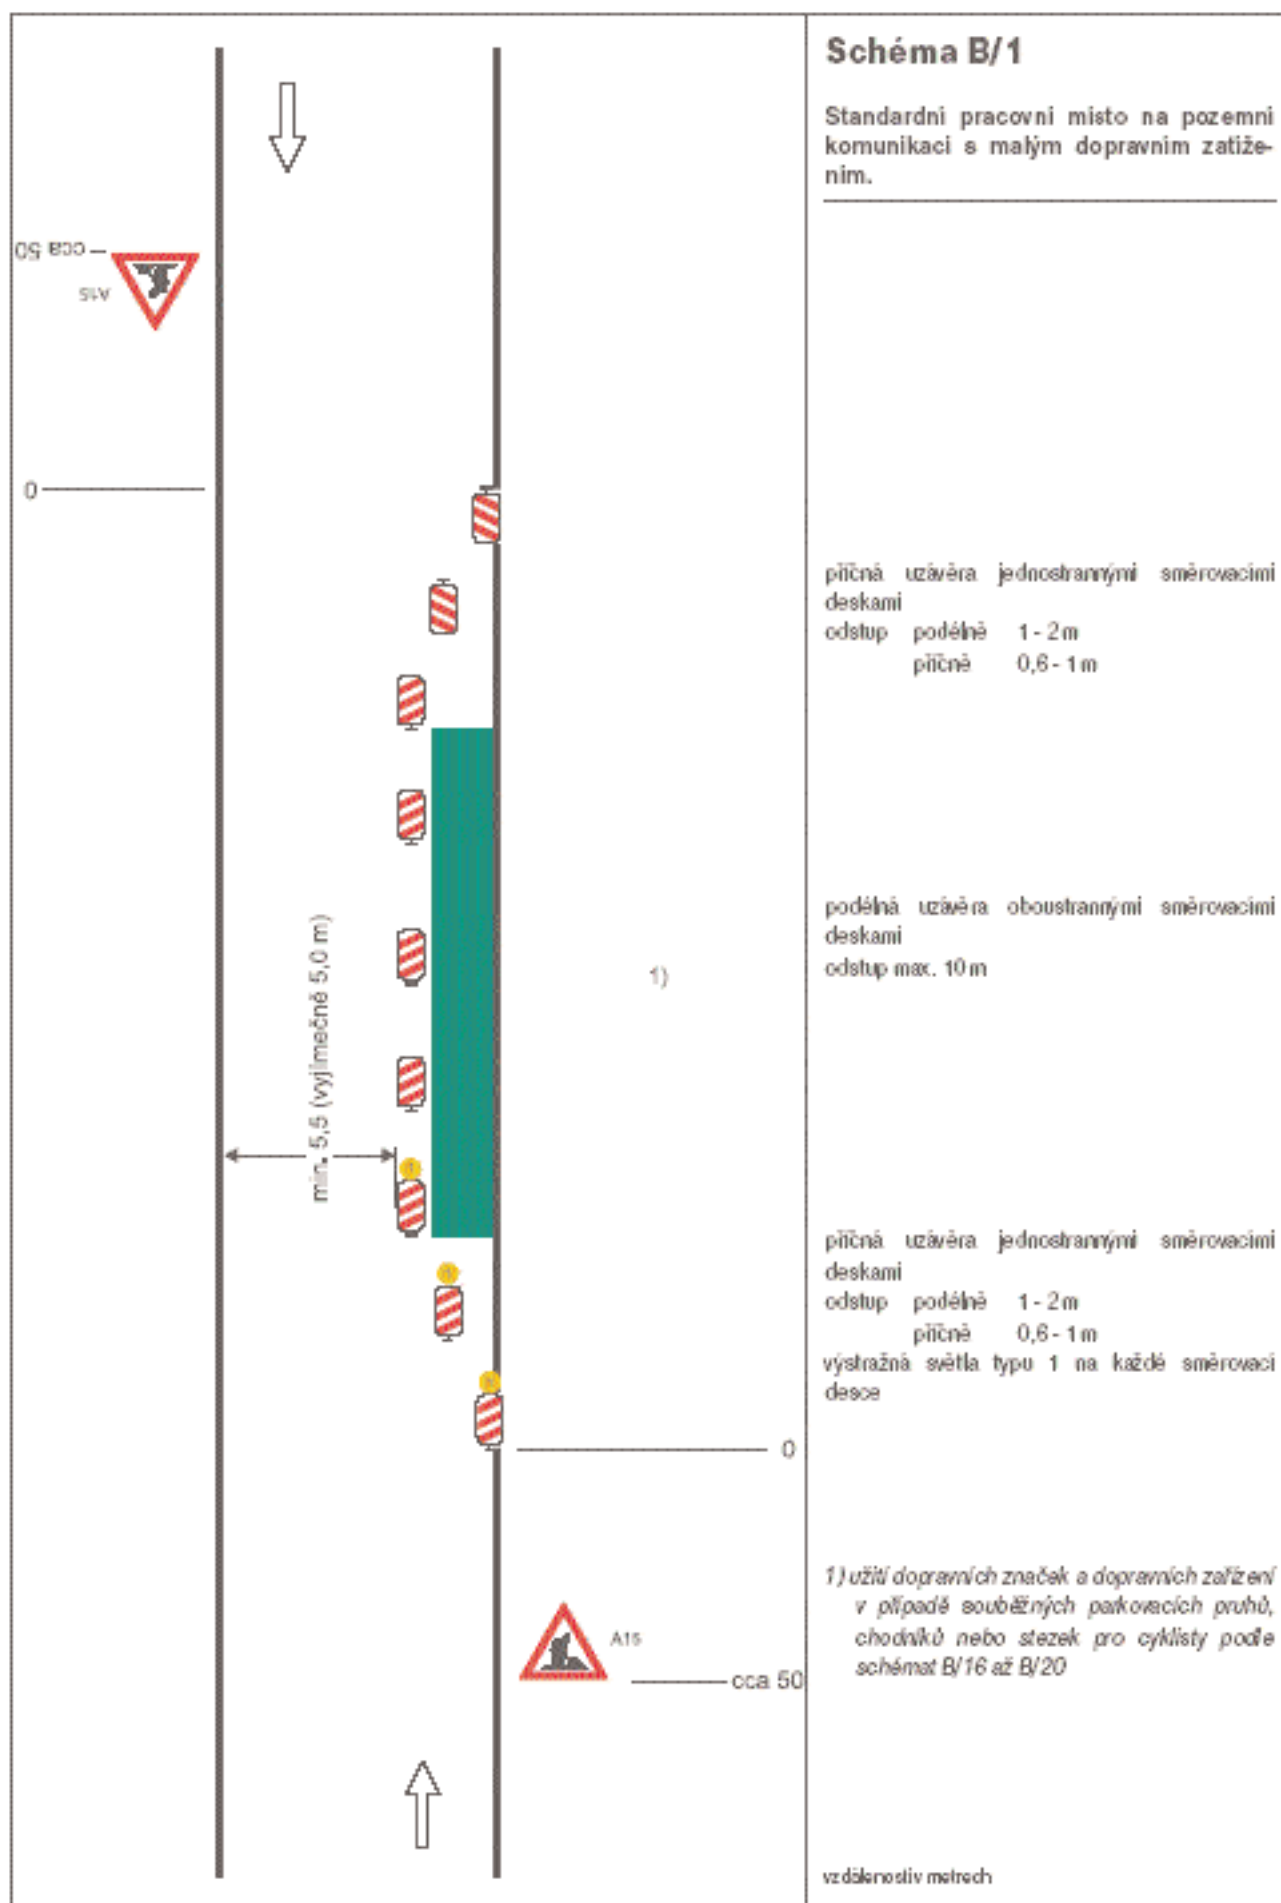 Schéma B/1
Standardní pracovní místo na pozemní
komunikaci s malým dopravním zatíže-
ním.
cca 50
A15
0
příčná uzávěra jednostrannými směrovacími
deskami
odstup podélně 1 - 2 m
příčně 0,6 - 1 m
podélná uzávěra oboustrannými směrovacími
deskami
odstup max. 10 m
1)
min. 5,5 (vyjímečně 5,0 m)
příčná uzávěra jednostrannými směrovacími
deskami
odstup podélně 1 - 2 m
příčně 0,6 - 1 m
výstražná světla typu 1 na každé směrovací
desce
0
A15
cca 50
1) užití dopravních značek a dopravních zařízení
v případě souběžných parkovacích pruhů,
chodníků nebo stezek pro cyklisty podle
schémat B/16 až B/20
vzdálenosti v metrech